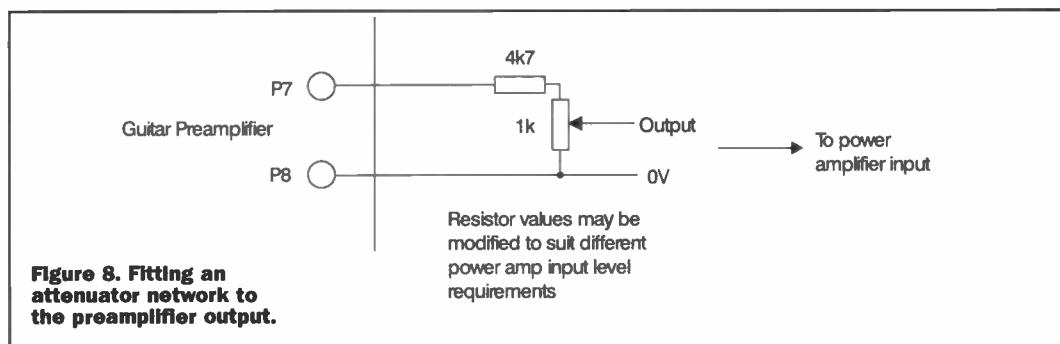 4k7
P7
Guitar Preamplifier
1k
Output
To power
amplifier input
P8
0V
Resistor values may be
modified to suit different
power amp input level
requirements
Figure 8. Fitting an
attenuator network to
the preamplifier output.